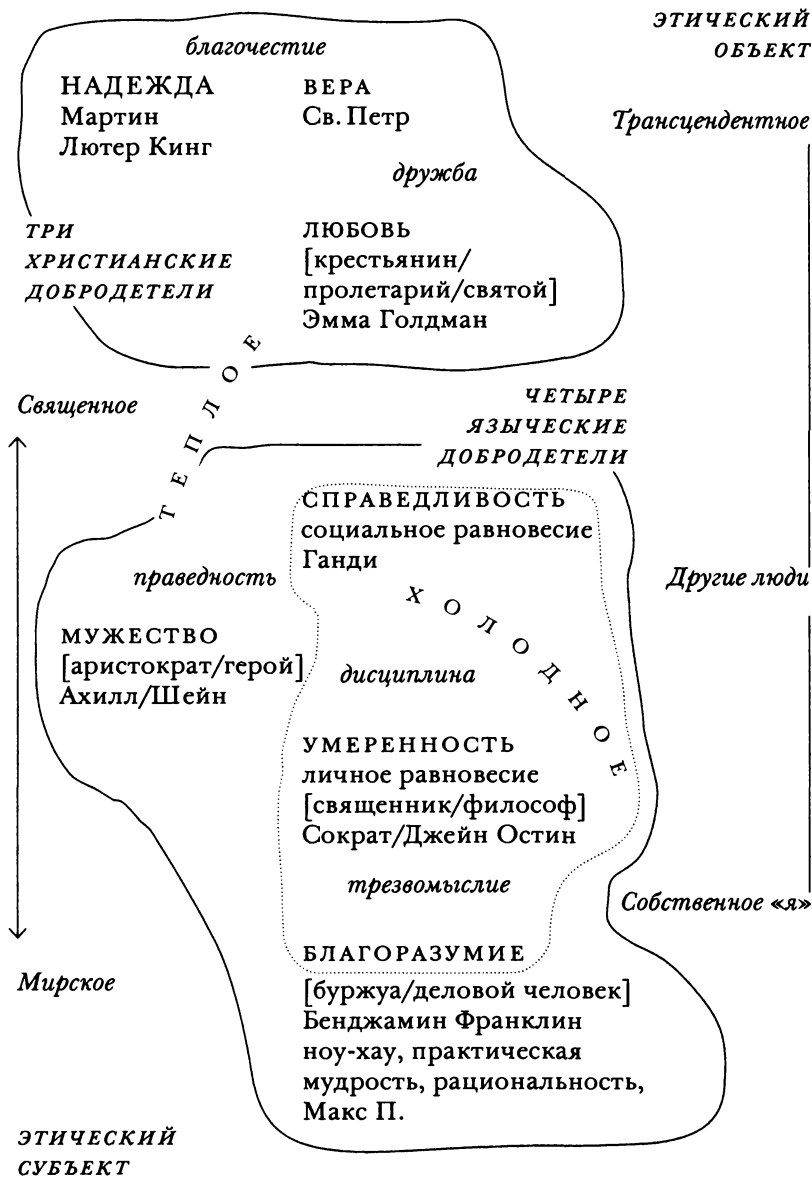 ЭТИЧЕСКИЙ
ОБЪЕКТ
благочестие
НАДЕЖДА
Мартин
Лютер Кинг
ВЕРА
Св. Петр
Трансцендентное
дружба
ТРИ
ХРИСТИАНСКИЕ
ДОБРОДЕТЕЛИ
ЛЮБОВЬ
[крестьянин/
пролетарий/святой]
Эмма Голдман
ТЕПЛОЕ
Священное
ЧЕТЫРЕ
ЯЗЫЧЕСКИЕ
ДОБРОДЕТЕЛИ
СПРАВЕДЛИВОСТЬ
социальное равновесие
Ганди
праведность
Другие люди
ХОЛОДНОЕ
МУЖЕСТВО
[аристократ/герой]
Ахилл/Шейн
дисциплина
УМЕРЕННОСТЬ
личное равновесие
[священник/философ]
Сократ/Джейн Остин
трезвомыслие
Собственное «я»
БЛАГОРАЗУМИЕ
[буржуа/деловой человек]
Бенджамин Франклин
ноу-хау, практическая
мудрость, рациональность,
Макс П.
Мирское
ЭТИЧЕСКИЙ
СУБЪЕКТ